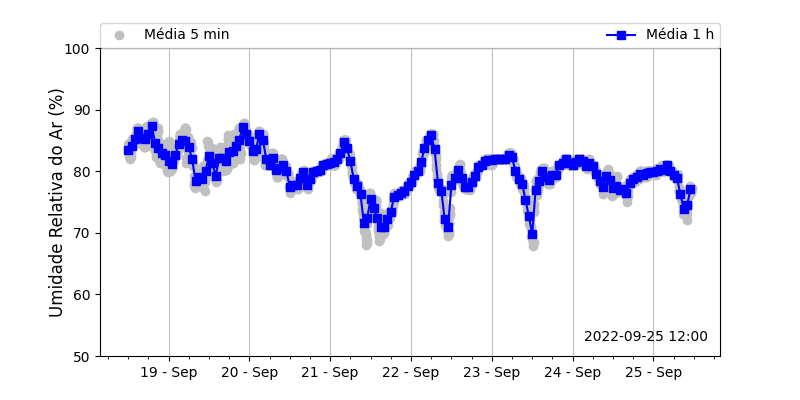 Média 5 min
Média 1 h
100
90
80
70
60
50
Umidade Relativa do Ar (%)
2022-09-25 12:00
19 - Sep
20 - Sep
21 - Sep
22 - Sep
23 - Sep
24 - Sep
25 - Sep